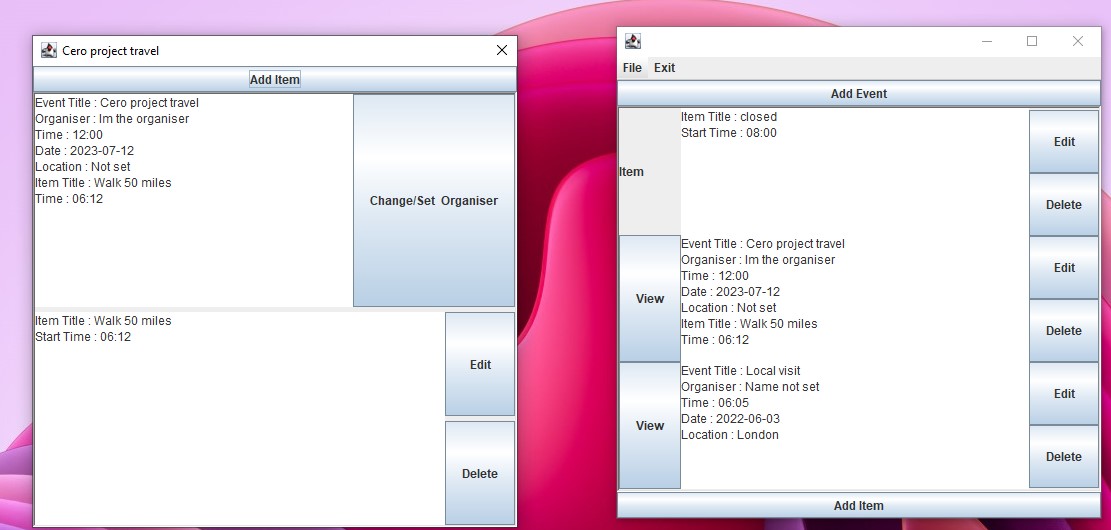 Cero project travel
Add Item
Event Title : Cero project travel
Organiser : Im the organiser
Time : 12:00
Date : 2023-07-12
Location : Not set
Item Title : Walk 50 miles
Time : 06:12
Change/Set Organiser
Item Title : Walk 50 miles
Start Time : 06:12
Edit
Delete
File Exit
Add Event
Item
Item Title : closed
Start Time : 08:00
Edit
Delete
View
Event Title : Cero project travel
Organiser : Im the organiser
Time : 12:00
Date : 2023-07-12
Location : Not set
Item Title : Walk 50 miles
Time : 06:12
Edit
Delete
View
Event Title : Local visit
Organiser : Name not set
Time : 06:05
Date : 2022-06-03
Location : London
Edit
Delete
Add Item